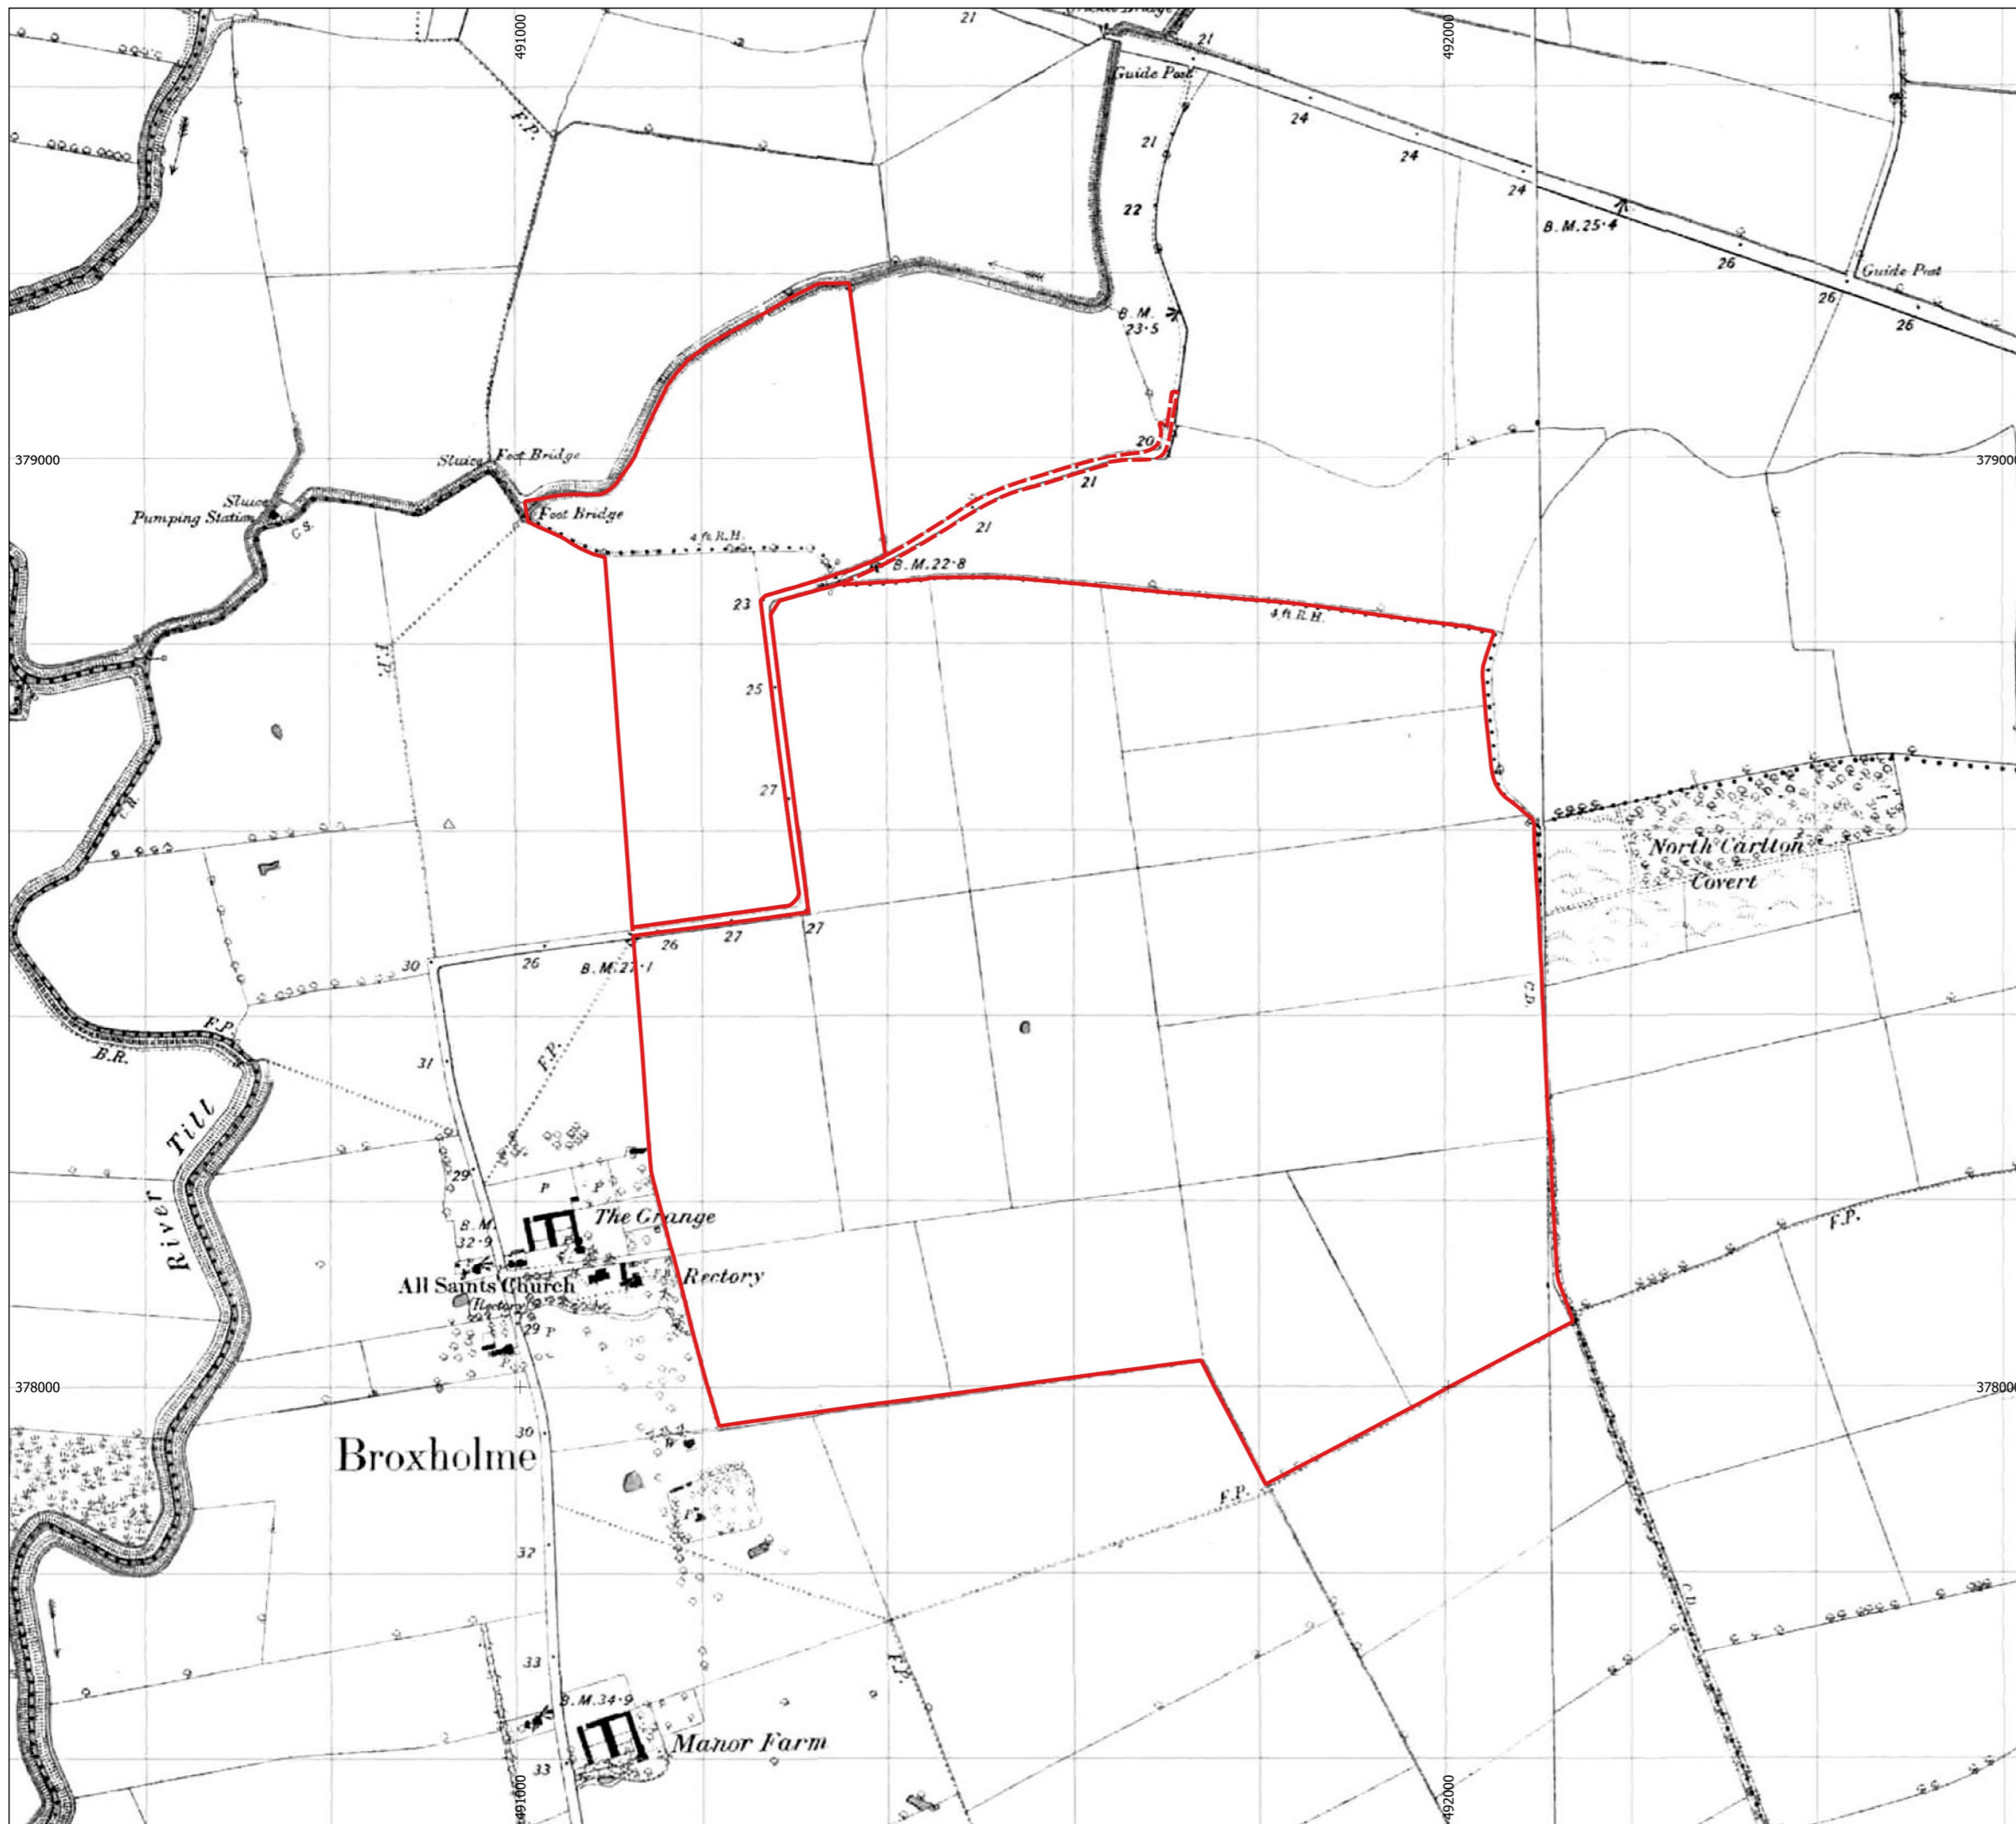 21
491000
492000
21
Guide Post
24
21
24
24
22
B.M.25·4
26
Guide Post
26
26
B.M.
23·5
F.P.
379000
Sluice
Foot Bridge
20
379000
21
Sluice
Pumping Station
C.S.
Foot Bridge
21
4 ft R.H.
B.M.22·8
23
4 ft R.H.
F.P.
25
27
North Carlton
Covert
27
27
26
26
30
B.M.27·1
C.D.
F.P.
B.R.
F.P.
31
River Till
29
P
P
The Grange
B.M.
32·9
F.P.
All Saints Church
(Rectory)
Rectory
29
P
P
378000
378000
30
W
Broxholme
F.P.
P
32
C.D.
33
F.P.
B.M.34·9
Manor Farm
33
491000
492000